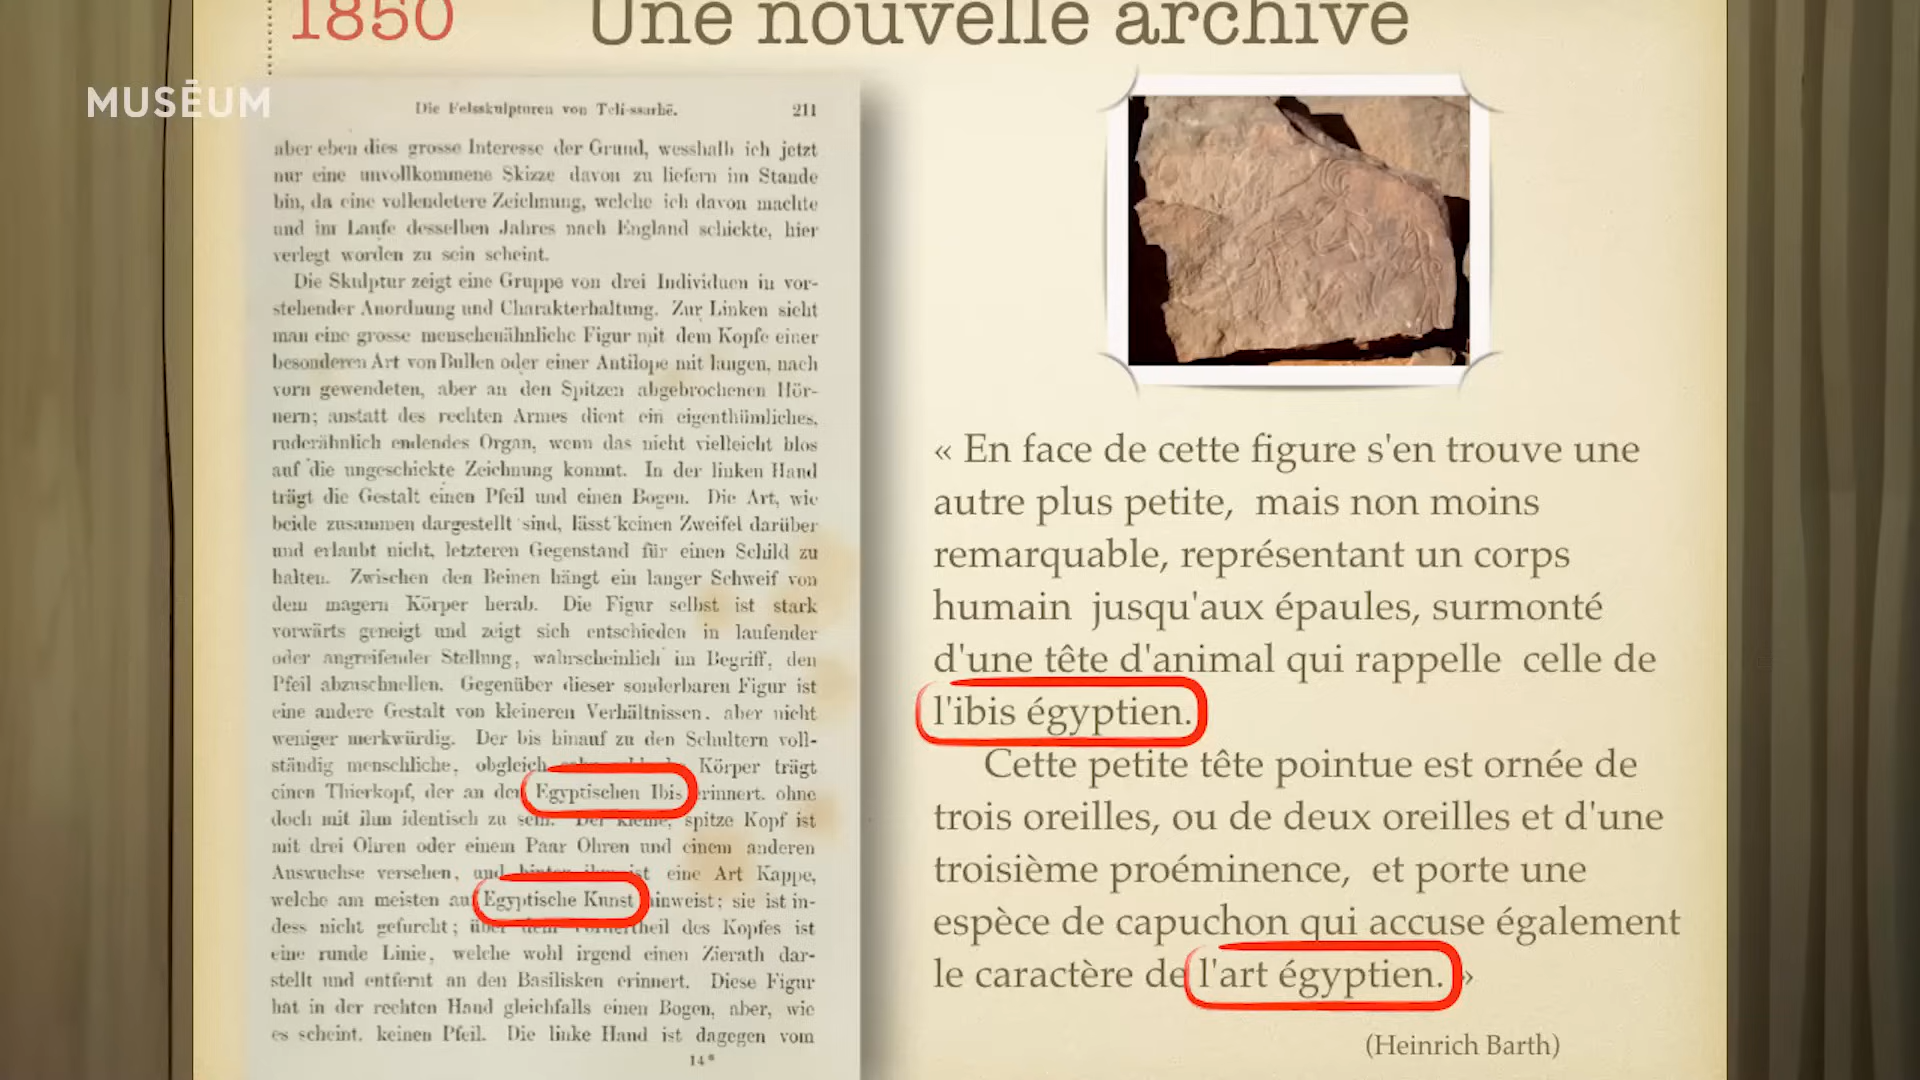 1850
Une nouvelle archive
MUSĒUM
Die Felsskulpturen von Telí-ssarhē. 211
aber eben dies grosse Interesse der Grund, wesshalb ich jetzt
nur eine unvollkommene Skizze davon zu liefern im Stande
bin, da eine vollendetere Zeichnung, welche ich davon machte
und im Laufe desselben Jahres nach England schickte, hier
verlegt worden zu sein scheint.
Die Skulptur zeigt eine Gruppe von drei Individuen in vor-
stehender Anordnung und Charakterhaltung. Zur Linken sieht
man eine grosse menschenähnliche Figur mit dem Kopfe einer
besonderen Art von Bullen oder einer Antilope mit langen, nach
vorn gewendeten, aber an den Spitzen abgebrochenen Hör-
nern; anstatt des rechten Armes dient ein eigenthümliches,
ruderähnlich endendes Organ, wenn das nicht vielleicht blos
auf die ungeschickte Zeichnung kommt. In der linken Hand
trägt die Gestalt einen Pfeil und einen Bogen. Die Art, wie
beide zusammen dargestellt sind, lässt keinen Zweifel darüber
und erlaubt nicht, letzteren Gegenstand für einen Schild zu
halten. Zwischen den Beinen hängt ein langer Schweif von
dem magern Körper herab. Die Figur selbst ist stark
vorwärts geneigt und zeigt sich entschieden in laufender
oder angreifender Stellung, wahrscheinlich im Begriff, den
Pfeil abzuschnellen. Gegenüber dieser sonderbaren Figur ist
eine andere Gestalt von kleineren Verhältnissen, aber nicht
weniger merkwürdig. Der bis hinauf zu den Schultern voll-
ständig menschliche, obgleich Körper trägt
einen Thierkopf, der an den Egyptischen Ibis erinnert, ohne
doch mit ihm identisch zu sein. Der kleine, spitze Kopf ist
mit drei Ohren oder einem Paar Ohren und einem anderen
Auswuchse versehen, und hinter ihm ist eine Art Kappe,
welche am meisten auf Egyptische Kunst hinweist; sie ist in-
dess nicht gefurcht; über dem Vordertheil des Kopfes ist
eine runde Linie, welche wohl irgend einen Zierath dar-
stellt und entfernt an den Basilisken erinnert. Diese Figur
hat in der rechten Hand gleichfalls einen Bogen, aber, wie
es scheint, keinen Pfeil. Die linke Hand ist dagegen vom
14*
« En face de cette figure s'en trouve une
autre plus petite, mais non moins
remarquable, représentant un corps
humain jusqu'aux épaules, surmonté
d'une tête d'animal qui rappelle celle de
l'ibis égyptien.
Cette petite tête pointue est ornée de
trois oreilles, ou de deux oreilles et d'une
troisième proéminence, et porte une
espèce de capuchon qui accuse également
le caractère de l'art égyptien. »
(Heinrich Barth)